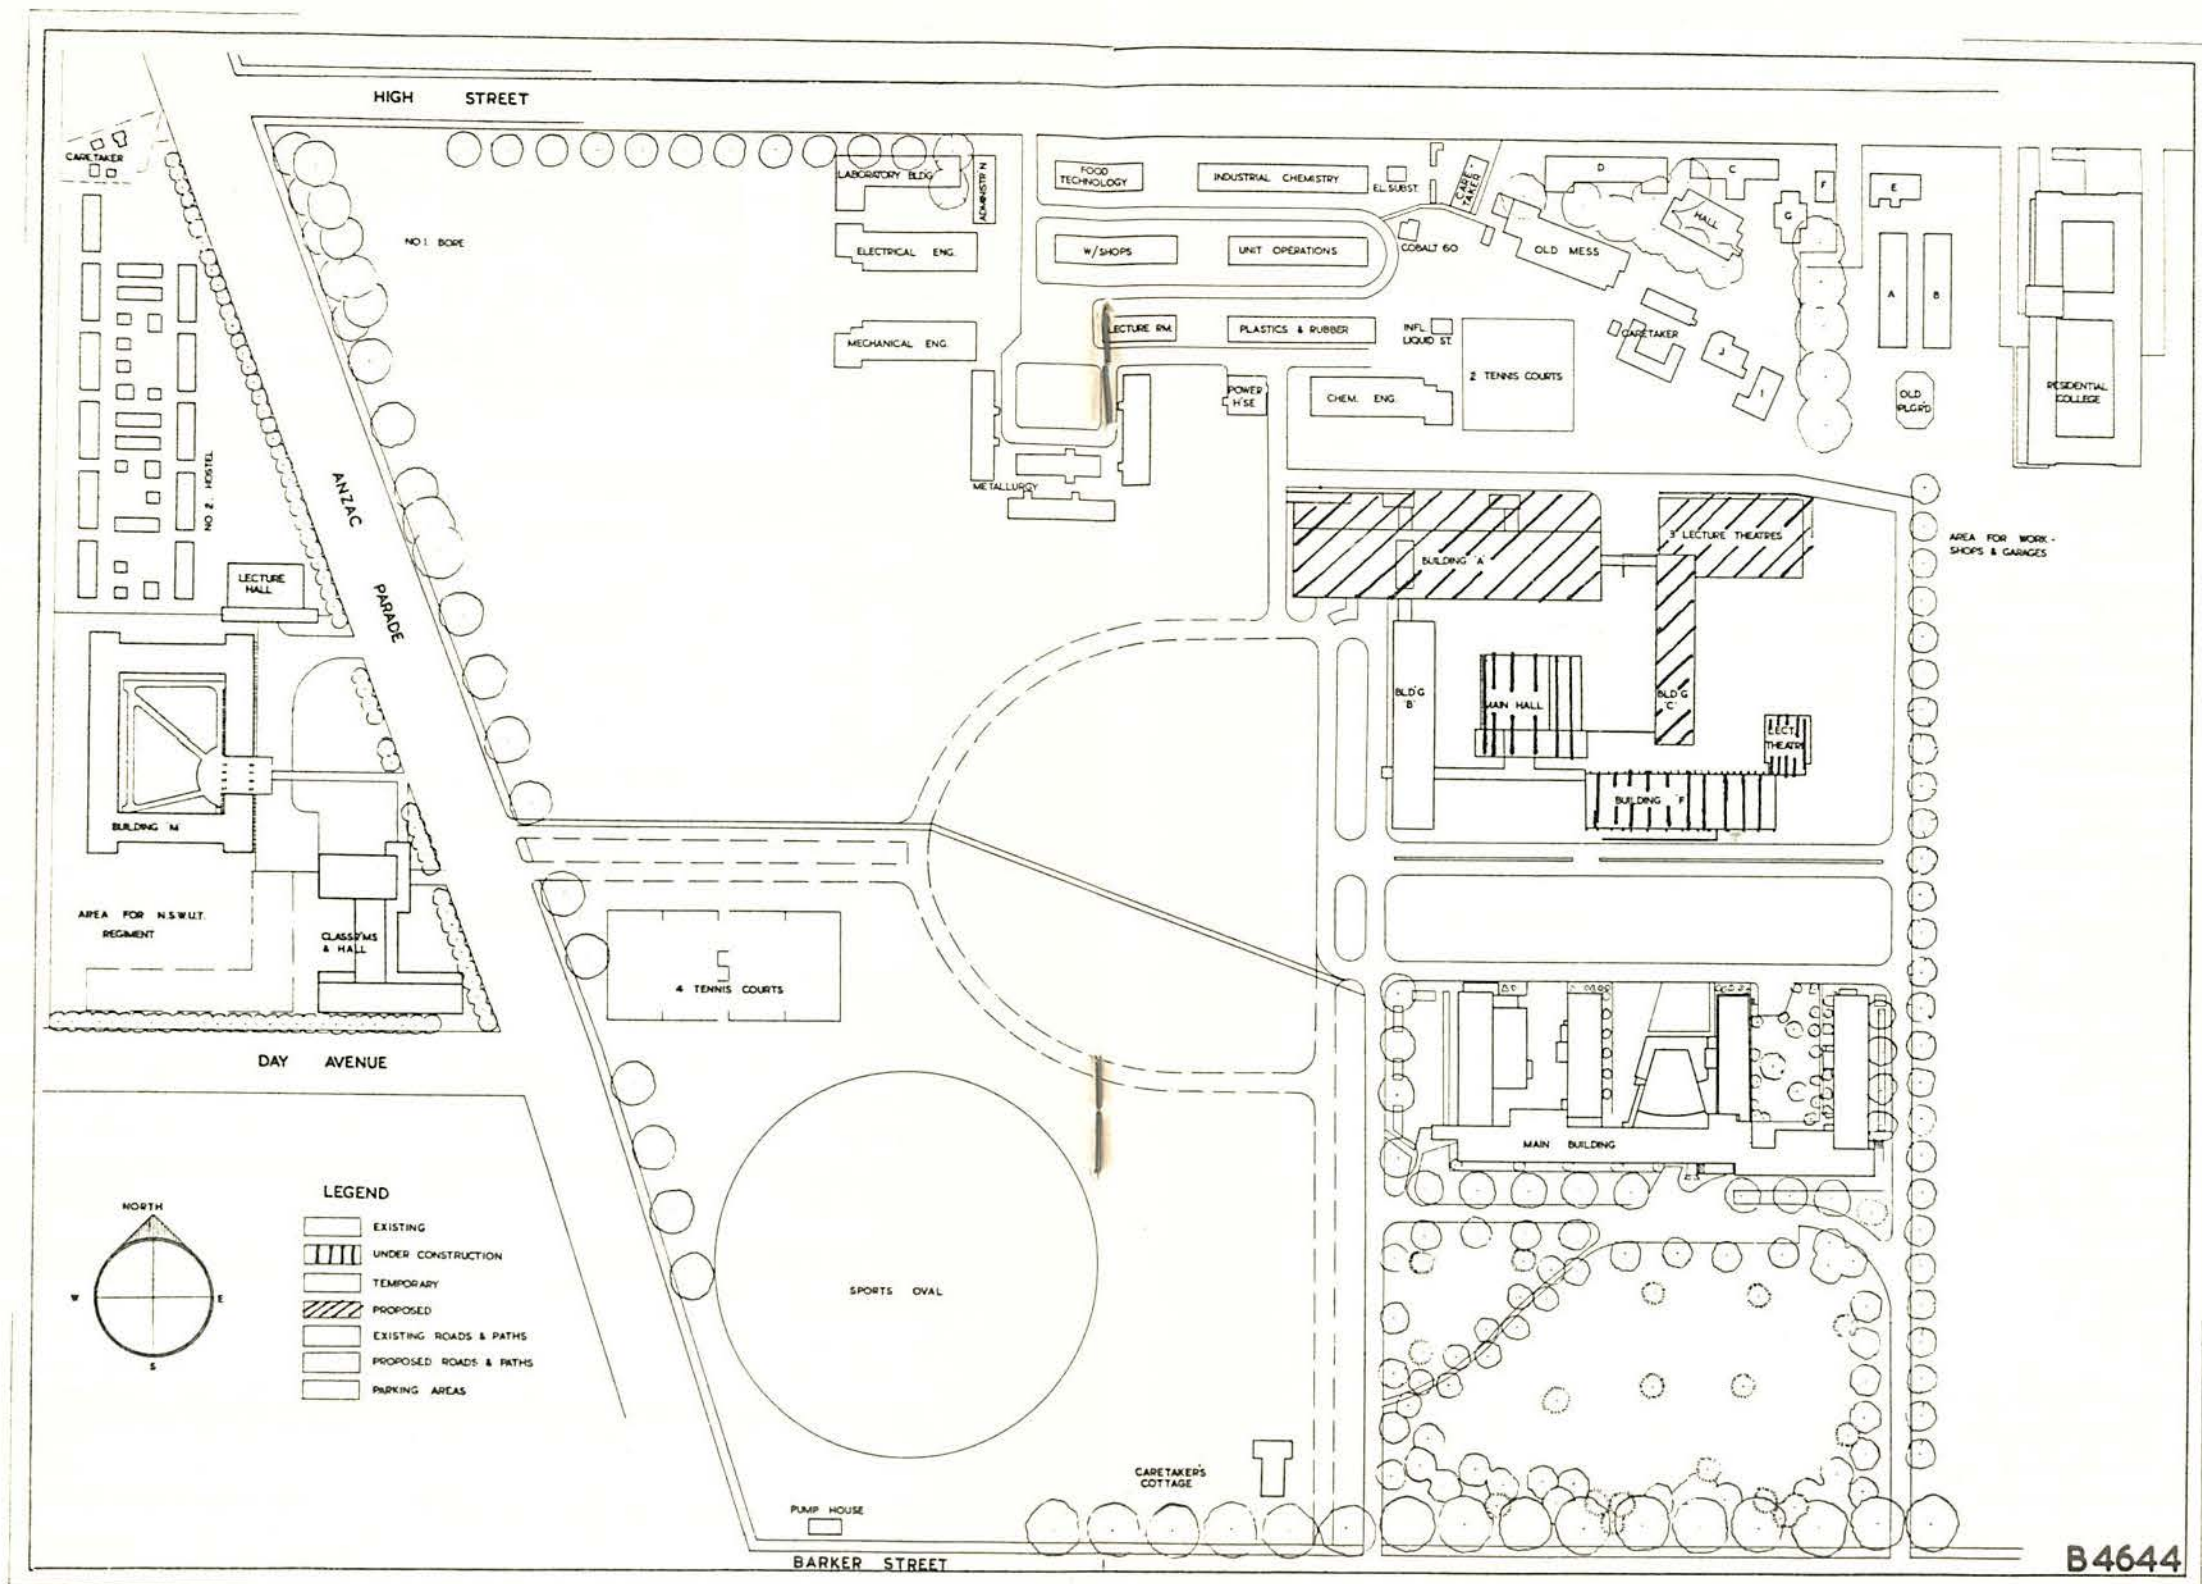 HIGH STREET
CARETAKER
NO 1. BORE
LABORATORY BLDG
ADMINISTR'N
ELECTRICAL ENG.
MECHANICAL ENG.
FOOD
TECHNOLOGY
INDUSTRIAL CHEMISTRY
EL. SUBST.
CARE-
TAKER
W/SHOPS
UNIT OPERATIONS
COBALT 60
LECTURE RM.
PLASTICS & RUBBER
INFL.
LIQUID ST.
POWER
H'SE
CHEM. ENG.
2 TENNIS COURTS
METALLURGY
D
C
F
E
G
HALL
OLD MESS
CARETAKER
J
I
A
B
OLD
PLGR'D
RESIDENTIAL
COLLEGE
NO 2. HOSTEL
ANZAC
PARADE
LECTURE
HALL
BUILDING 'M'
AREA FOR N.S.W.U.T.
REGIMENT
CLASSR'MS
& HALL
BUILDING 'A'
3 LECTURE THEATRES
AREA FOR WORK-
SHOPS & GARAGES
BLD'G
'B'
MAIN HALL
BLD'G
'C'
LECT.
THEATRE
BUILDING 'F'
5
4 TENNIS COURTS
DAY AVENUE
MAIN BUILDING
NORTH
W
E
S
LEGEND
EXISTING
UNDER CONSTRUCTION
TEMPORARY
PROPOSED
EXISTING ROADS & PATHS
PROPOSED ROADS & PATHS
PARKING AREAS
SPORTS OVAL
CARETAKER'S
COTTAGE
PUMP HOUSE
BARKER STREET
B4644